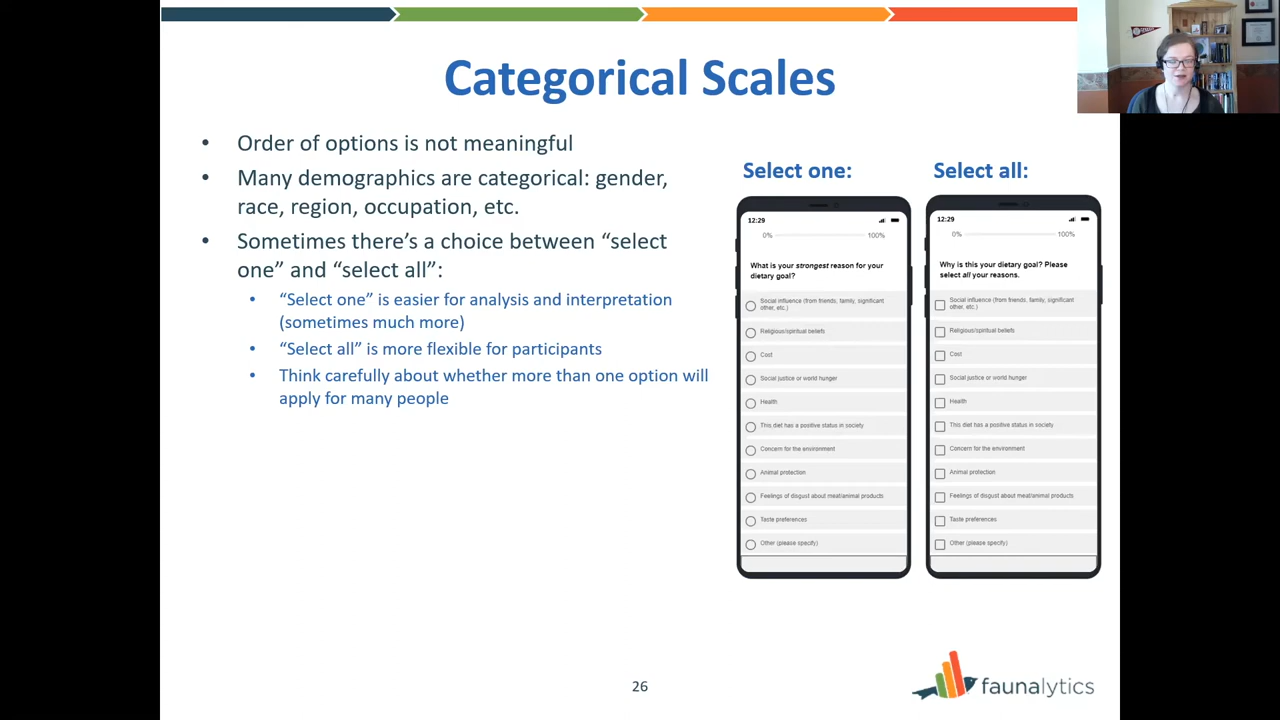 Categorical Scales
• Order of options is not meaningful
• Many demographics are categorical: gender,
race, region, occupation, etc.
• Sometimes there’s a choice between “select
one” and “select all”:
• “Select one” is easier for analysis and interpretation
(sometimes much more)
• “Select all” is more flexible for participants
• Think carefully about whether more than one option will
apply for many people
Select one:
12:29
0% 100%
What is your strongest reason for your
dietary goal?
Social influence (from friends, family, significant
other, etc.)
Religious/spiritual beliefs
Cost
Social justice or world hunger
Health
This diet has a positive status in society
Concern for the environment
Animal protection
Feelings of disgust about meat/animal products
Taste preferences
Other (please specify)
Select all:
12:29
0% 100%
Why is this your dietary goal? Please
select all your reasons.
Social influence (from friends, family, significant
other, etc.)
Religious/spiritual beliefs
Cost
Social justice or world hunger
Health
This diet has a positive status in society
Concern for the environment
Animal protection
Feelings of disgust about meat/animal products
Taste preferences
Other (please specify)
26
faunalytics